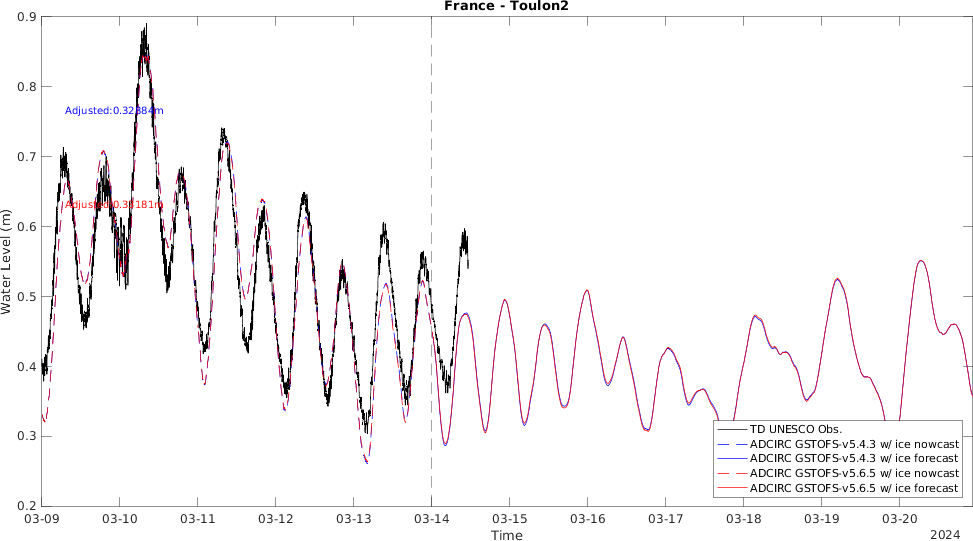 France - Toulon2
Water Level (m)
0.9
0.8
0.7
0.6
0.5
0.4
0.3
0.2
Adjusted:0.32384m
03-09
03-10
03-11
03-12
03-13
03-14
03-15
03-16
03-17
03-18
03-19
03-20
Time
2024
TD UNESCO Obs.
ADCIRC GSTOFS-v5.4.3 w/ ice nowcast
ADCIRC GSTOFS-v5.4.3 w/ ice forecast
ADCIRC GSTOFS-v5.6.5 w/ ice nowcast
ADCIRC GSTOFS-v5.6.5 w/ ice forecast